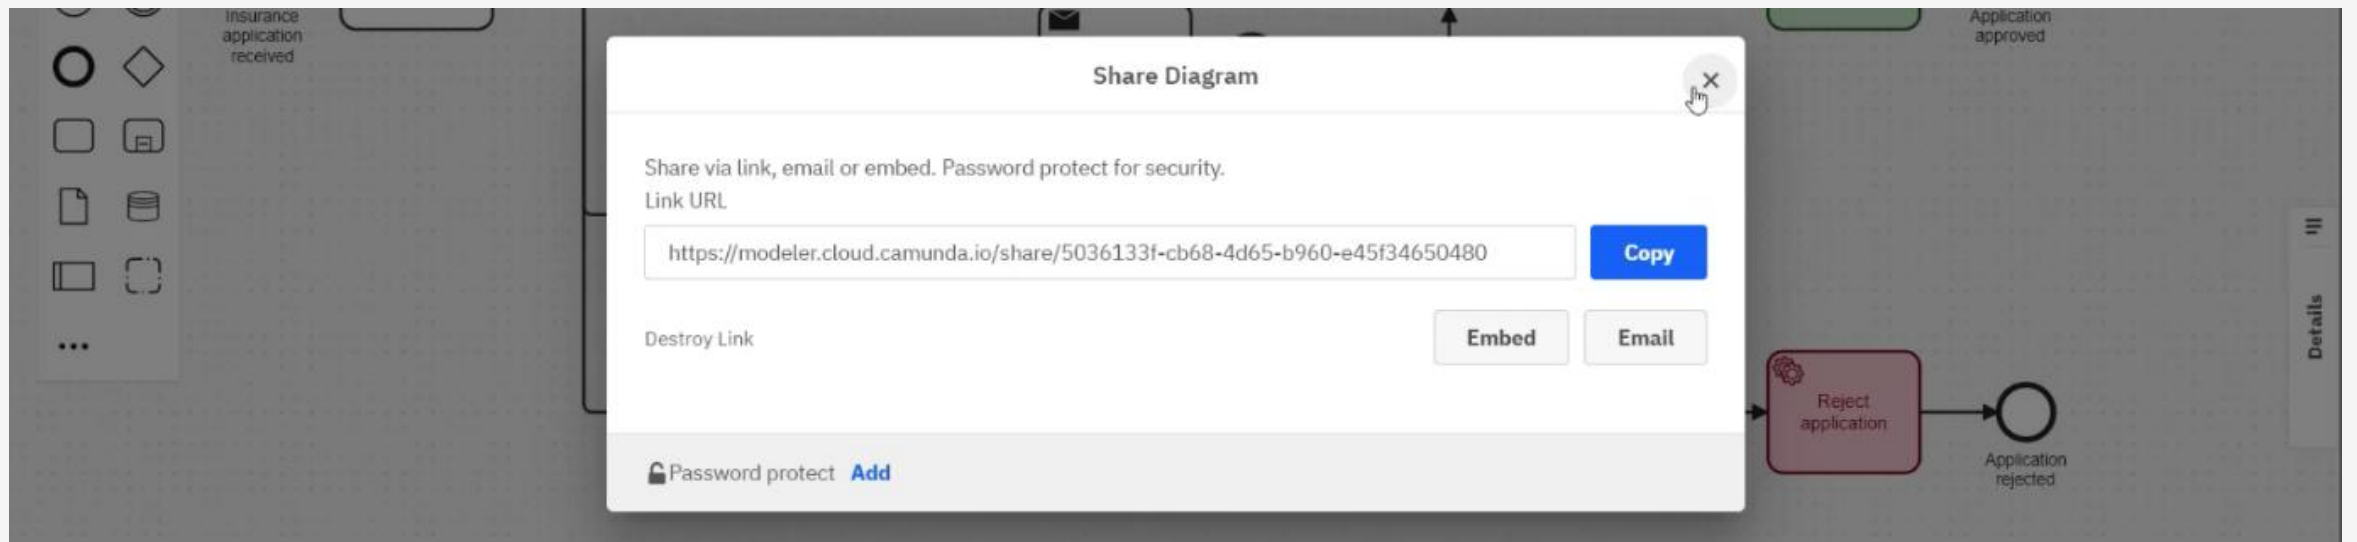 Insurance
application
received
Application
approved
Share Diagram
Share via link, email or embed. Password protect for security.
Link URL
https://modeler.cloud.camunda.io/share/5036133f-cb68-4d65-b960-e45f34650480
Copy
Destroy Link
Embed
Email
Details
Reject
application
Application
rejected
Password protect Add